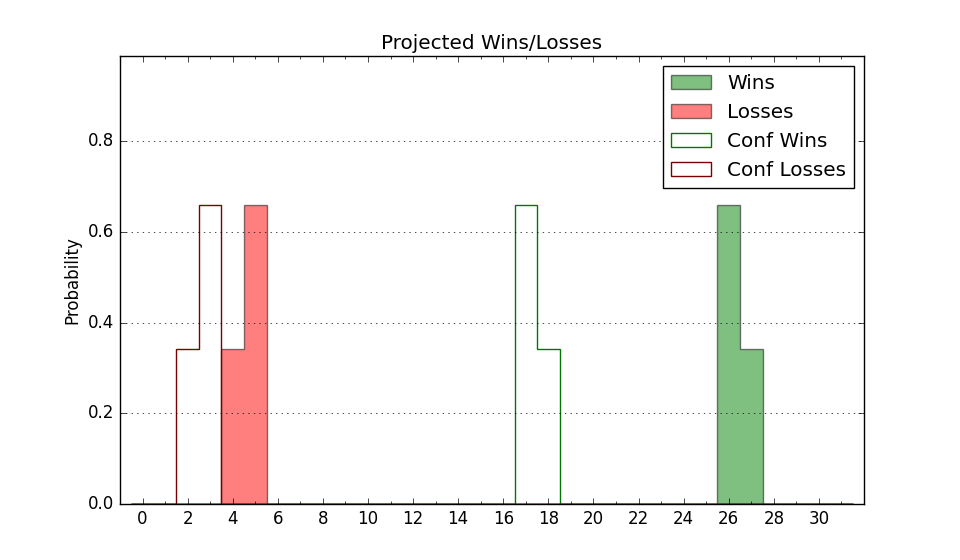 Projected Wins/Losses
Wins
Losses
Conf Wins
Conf Losses
Probability
0.8
0.6
0.4
0.2
0.0
0 2 4 6 8 10 12 14 16 18 20 22 24 26 28 30